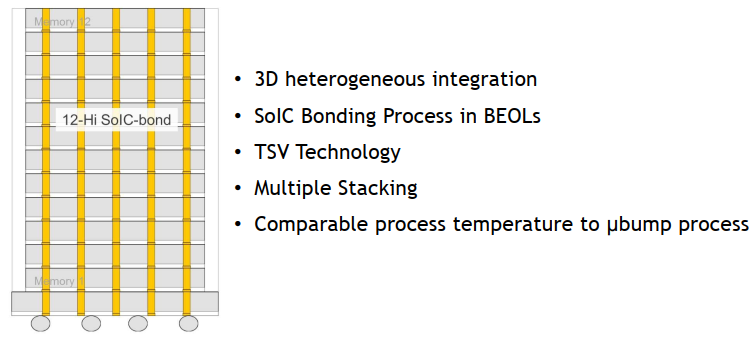 Memory 12
12-Hi SoIC-bond
Memory 1
• 3D heterogeneous integration
• SoIC Bonding Process in BEOLs
• TSV Technology
• Multiple Stacking
• Comparable process temperature to μbump process